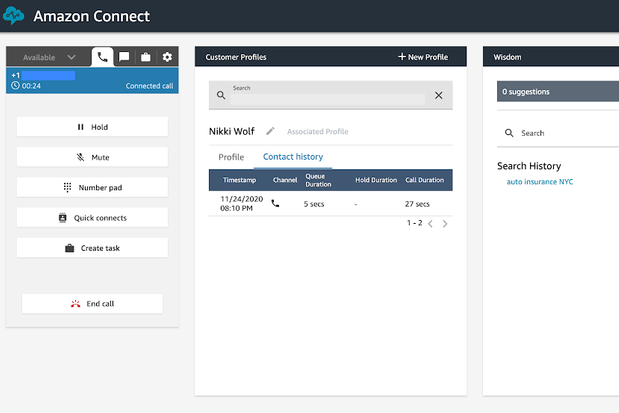 Amazon Connect
Available
+1
00:24 Connected call
Hold
Mute
Number pad
Quick connects
Create task
End call
Customer Profiles + New Profile
Search
Nikki Wolf Associated Profile
Profile Contact history
Timestamp Channel Queue Duration Hold Duration Call Duration
11/24/2020 08:10 PM 5 secs - 27 secs
1 - 2
Wisdom
0 suggestions
Search
Search History
auto insurance NYC